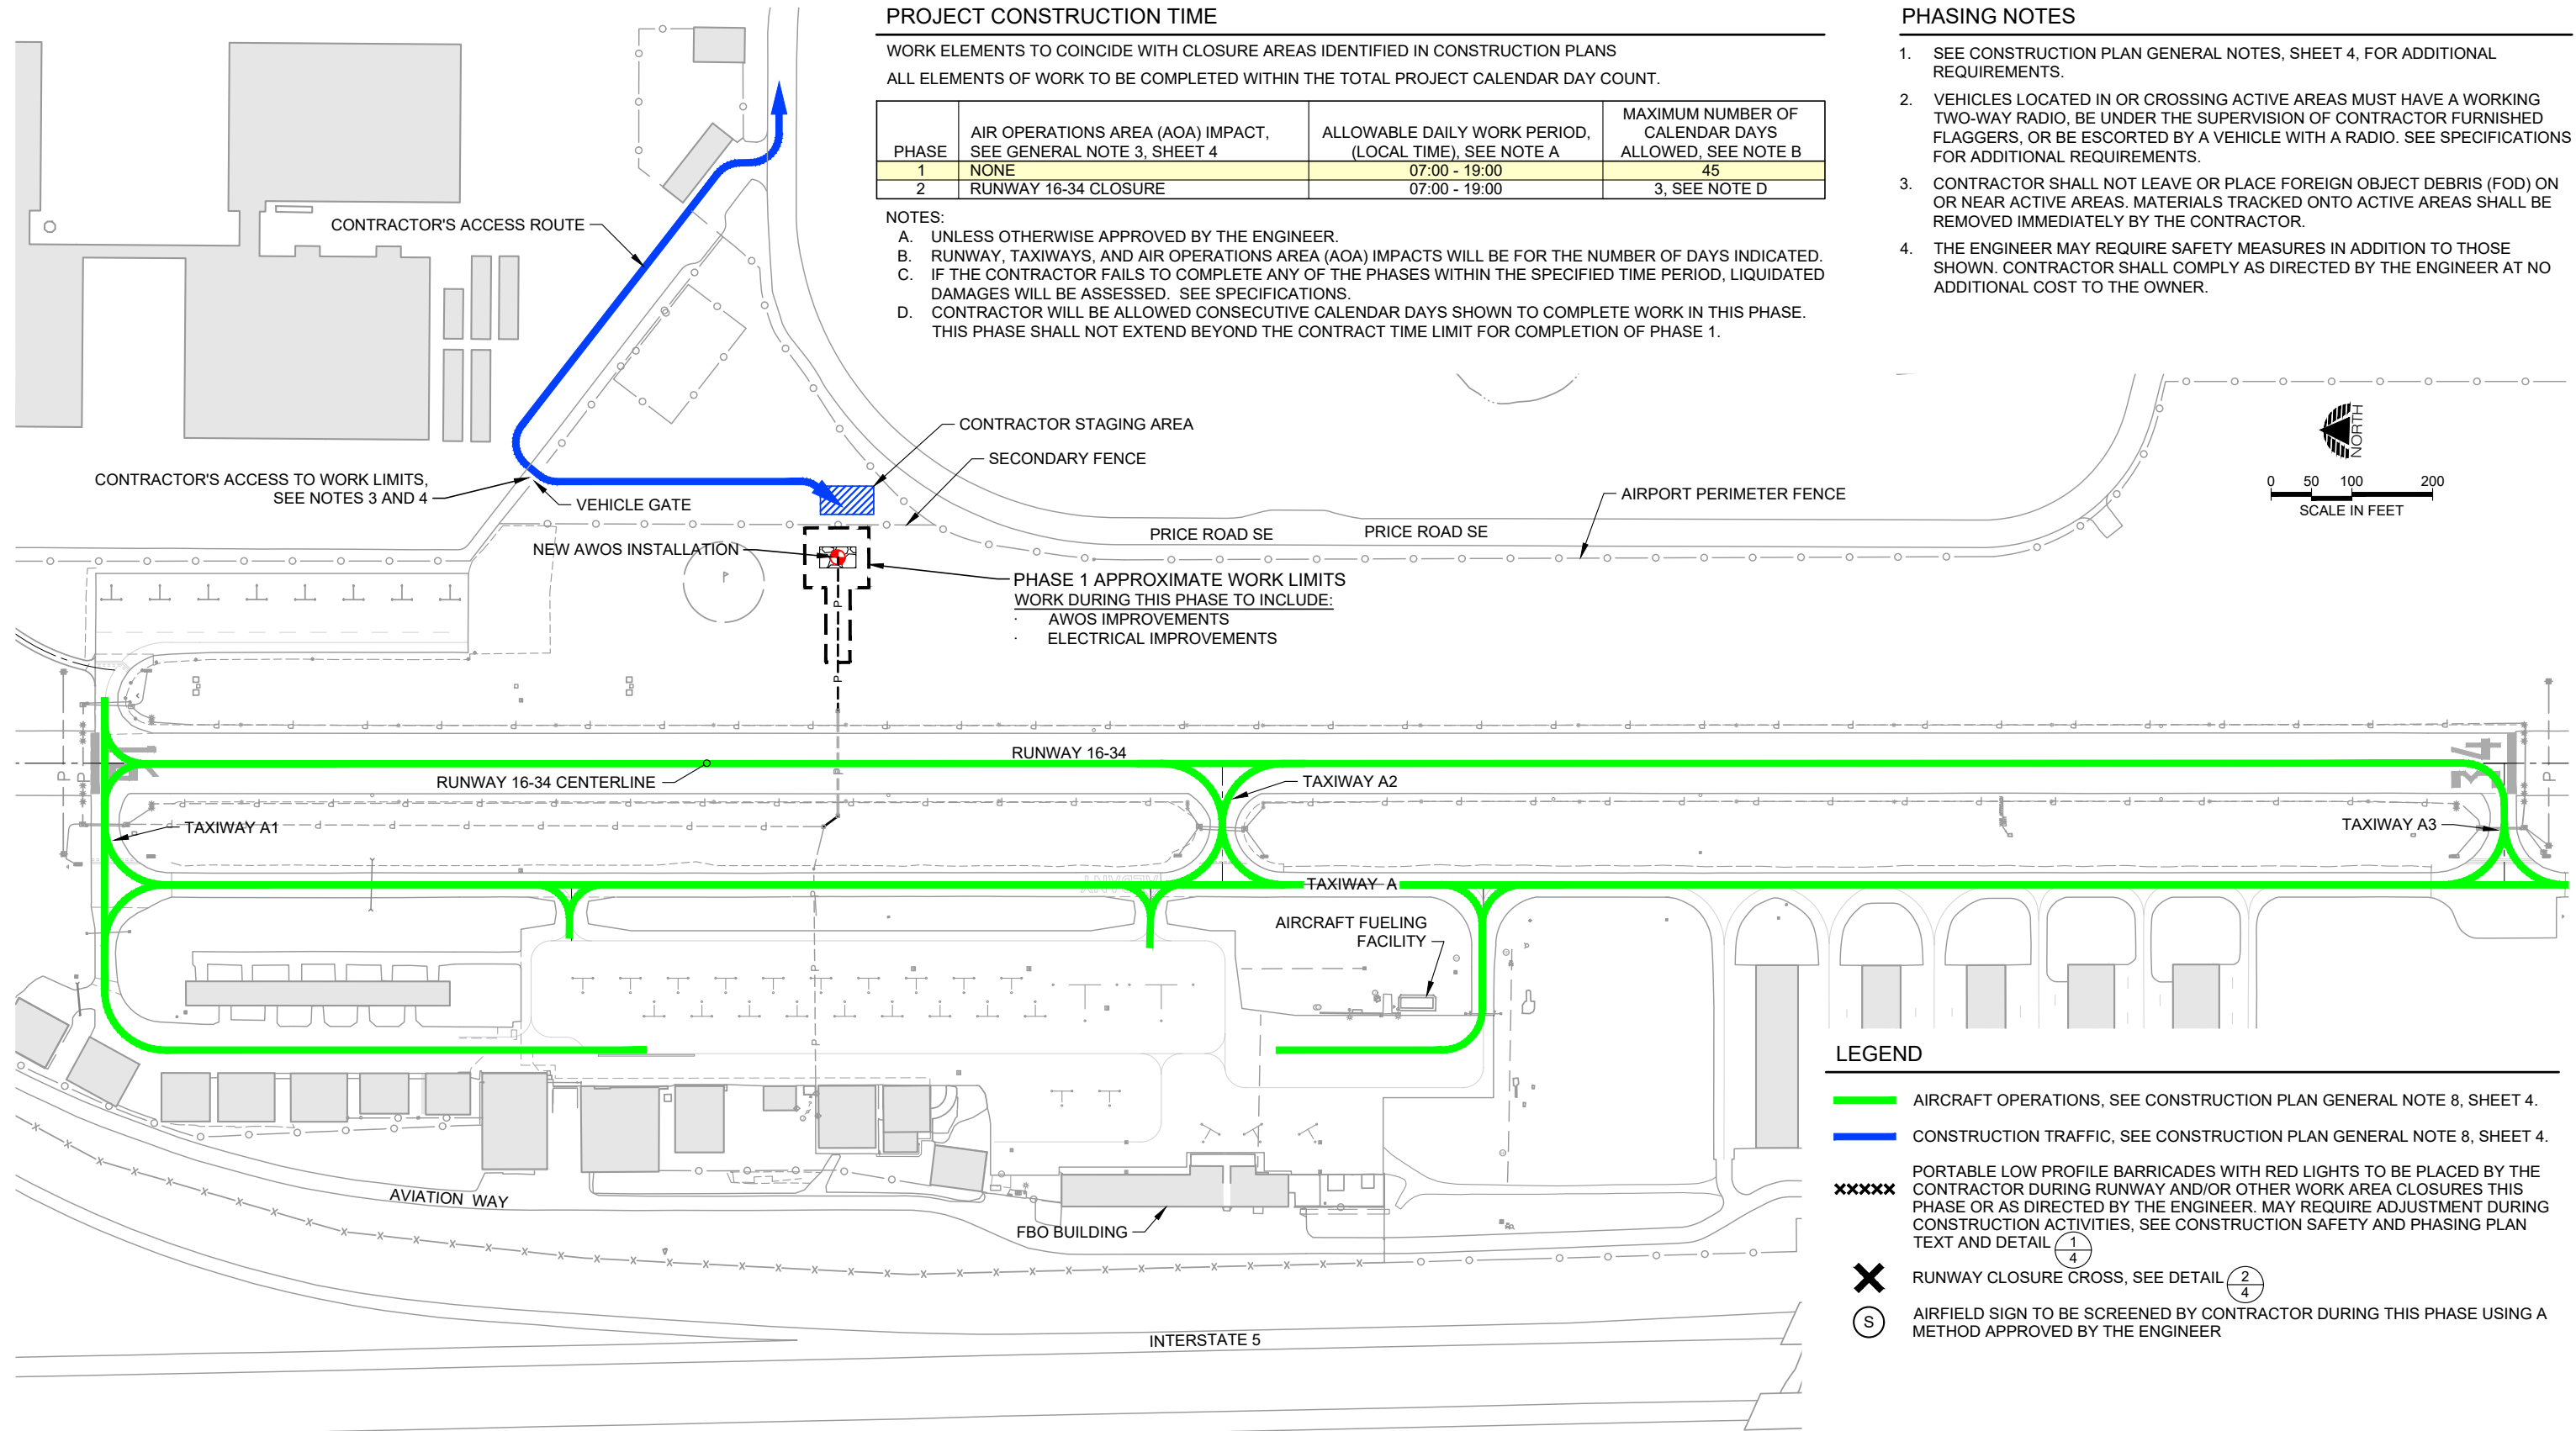 PROJECT CONSTRUCTION TIME
WORK ELEMENTS TO COINCIDE WITH CLOSURE AREAS IDENTIFIED IN CONSTRUCTION PLANS
ALL ELEMENTS OF WORK TO BE COMPLETED WITHIN THE TOTAL PROJECT CALENDAR DAY COUNT.
PHASE
AIR OPERATIONS AREA (AOA) IMPACT,
SEE GENERAL NOTE 3, SHEET 4
ALLOWABLE DAILY WORK PERIOD,
(LOCAL TIME), SEE NOTE A
MAXIMUM NUMBER OF
CALENDAR DAYS
ALLOWED, SEE NOTE B
1 NONE 07:00 - 19:00 45
2 RUNWAY 16-34 CLOSURE 07:00 - 19:00 3, SEE NOTE D
NOTES:
A. UNLESS OTHERWISE APPROVED BY THE ENGINEER.
B. RUNWAY, TAXIWAYS, AND AIR OPERATIONS AREA (AOA) IMPACTS WILL BE FOR THE NUMBER OF DAYS INDICATED.
C. IF THE CONTRACTOR FAILS TO COMPLETE ANY OF THE PHASES WITHIN THE SPECIFIED TIME PERIOD, LIQUIDATED
DAMAGES WILL BE ASSESSED. SEE SPECIFICATIONS.
D. CONTRACTOR WILL BE ALLOWED CONSECUTIVE CALENDAR DAYS SHOWN TO COMPLETE WORK IN THIS PHASE.
THIS PHASE SHALL NOT EXTEND BEYOND THE CONTRACT TIME LIMIT FOR COMPLETION OF PHASE 1.
PHASING NOTES
1. SEE CONSTRUCTION PLAN GENERAL NOTES, SHEET 4, FOR ADDITIONAL
REQUIREMENTS.
2. VEHICLES LOCATED IN OR CROSSING ACTIVE AREAS MUST HAVE A WORKING
TWO-WAY RADIO, BE UNDER THE SUPERVISION OF CONTRACTOR FURNISHED
FLAGGERS, OR BE ESCORTED BY A VEHICLE WITH A RADIO. SEE SPECIFICATIONS
FOR ADDITIONAL REQUIREMENTS.
3. CONTRACTOR SHALL NOT LEAVE OR PLACE FOREIGN OBJECT DEBRIS (FOD) ON
OR NEAR ACTIVE AREAS. MATERIALS TRACKED ONTO ACTIVE AREAS SHALL BE
REMOVED IMMEDIATELY BY THE CONTRACTOR.
4. THE ENGINEER MAY REQUIRE SAFETY MEASURES IN ADDITION TO THOSE
SHOWN. CONTRACTOR SHALL COMPLY AS DIRECTED BY THE ENGINEER AT NO
ADDITIONAL COST TO THE OWNER.
CONTRACTOR'S ACCESS ROUTE
CONTRACTOR STAGING AREA
SECONDARY FENCE
CONTRACTOR'S ACCESS TO WORK LIMITS,
SEE NOTES 3 AND 4
VEHICLE GATE
AIRPORT PERIMETER FENCE
NORTH
0 50 100 200
SCALE IN FEET
PRICE ROAD SE
PRICE ROAD SE
NEW AWOS INSTALLATION
P
PHASE 1 APPROXIMATE WORK LIMITS
WORK DURING THIS PHASE TO INCLUDE:
· AWOS IMPROVEMENTS
· ELECTRICAL IMPROVEMENTS
P
P
RUNWAY 16-34
34
RUNWAY 16-34 CENTERLINE
TAXIWAY A2
TAXIWAY A1
TAXIWAY A3
TAXIWAY A
AIRCRAFT FUELING
FACILITY
AVIATION WAY
FBO BUILDING
INTERSTATE 5
LEGEND
AIRCRAFT OPERATIONS, SEE CONSTRUCTION PLAN GENERAL NOTE 8, SHEET 4.
CONSTRUCTION TRAFFIC, SEE CONSTRUCTION PLAN GENERAL NOTE 8, SHEET 4.
PORTABLE LOW PROFILE BARRICADES WITH RED LIGHTS TO BE PLACED BY THE
CONTRACTOR DURING RUNWAY AND/OR OTHER WORK AREA CLOSURES THIS
PHASE OR AS DIRECTED BY THE ENGINEER. MAY REQUIRE ADJUSTMENT DURING
CONSTRUCTION ACTIVITIES, SEE CONSTRUCTION SAFETY AND PHASING PLAN
TEXT AND DETAIL 1/4
RUNWAY CLOSURE CROSS, SEE DETAIL 2/4
S AIRFIELD SIGN TO BE SCREENED BY CONTRACTOR DURING THIS PHASE USING A
METHOD APPROVED BY THE ENGINEER